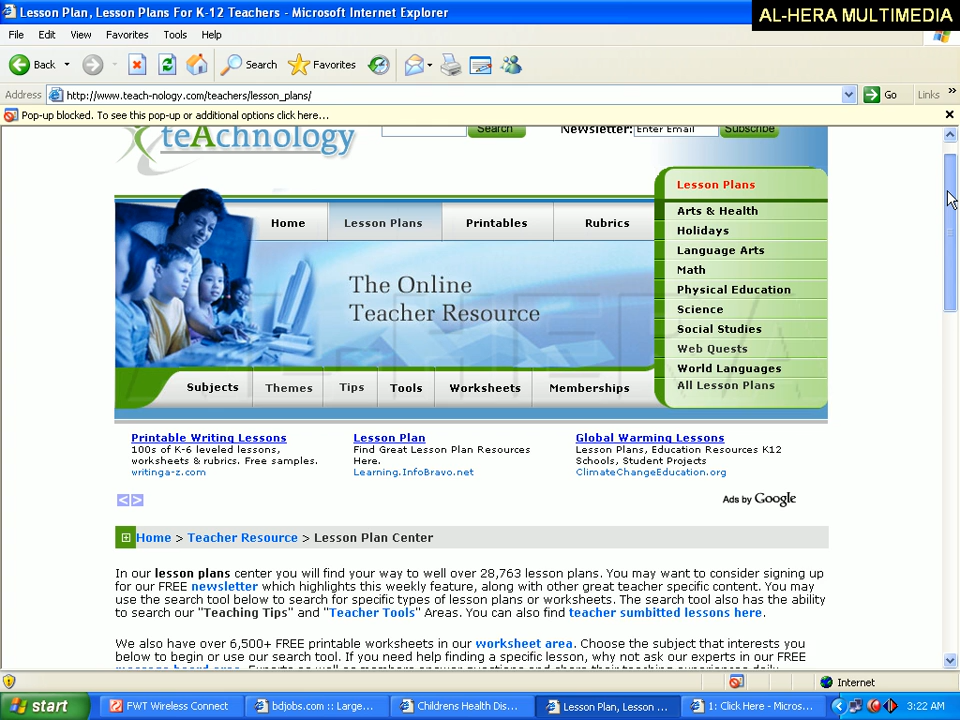 Lesson Plan, Lesson Plans For K-12 Teachers - Microsoft Internet Explorer
AL-HERA MULTIMEDIA
File Edit View Favorites Tools Help
Back Search Favorites
Address http://www.teach-nology.com/teachers/lesson_plans/ Go Links »
Pop-up blocked. To see this pop-up or additional options click here...
teAchnology
Search Newsletter: Enter Email Subscribe
Home Lesson Plans Printables Rubrics
The Online
Teacher Resource
Lesson Plans
Arts & Health
Holidays
Language Arts
Math
Physical Education
Science
Social Studies
Web Quests
World Languages
All Lesson Plans
Subjects Themes Tips Tools Worksheets Memberships
Printable Writing Lessons
100s of K-6 leveled lessons,
worksheets & rubrics. Free samples.
writinga-z.com
Lesson Plan
Find Great Lesson Plan Resources
Here.
Learning.InfoBravo.net
Global Warming Lessons
Lesson Plans, Education Resources K12
Schools, Student Projects
ClimateChangeEducation.org
Ads by Google
Home > Teacher Resource > Lesson Plan Center
In our lesson plans center you will find your way to well over 28,763 lesson plans. You may want to consider signing up
for our FREE newsletter which highlights this weekly feature, along with other great teacher specific content. You may
use the search tool below to search for specific types of lesson plans or worksheets. The search tool also has the ability
to search our "Teaching Tips" and "Teacher Tools" Areas. You can also find teacher sumbitted lessons here.
We also have over 6,500+ FREE printable worksheets in our worksheet area. Choose the subject that interests you
below to begin or use our search tool. If you need help finding a specific lesson, why not ask our experts in our FREE
Internet
start FWT Wireless Connect bdjobs.com :: Large... Childrens Health Dis... Lesson Plan, Lesson ... 1: Click Here - Micros... 3:22 AM